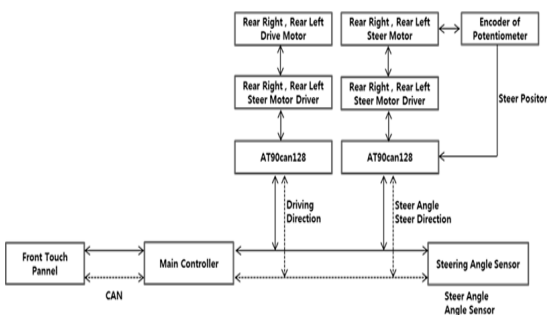 Rear Right, Rear Left
Drive Motor
Rear Right, Rear Left
Steer Motor
Encoder of
Potentiometer
Rear Right, Rear Left
Steer Motor Driver
Rear Right, Rear Left
Steer Motor Driver
Steer Positon
AT90can128
AT90can128
Driving
Direction
Steer Angle
Steer Direction
Front Touch
Pannel
Main Controller
Steering Angle Sensor
CAN
Steer Angle
Angle Sensor